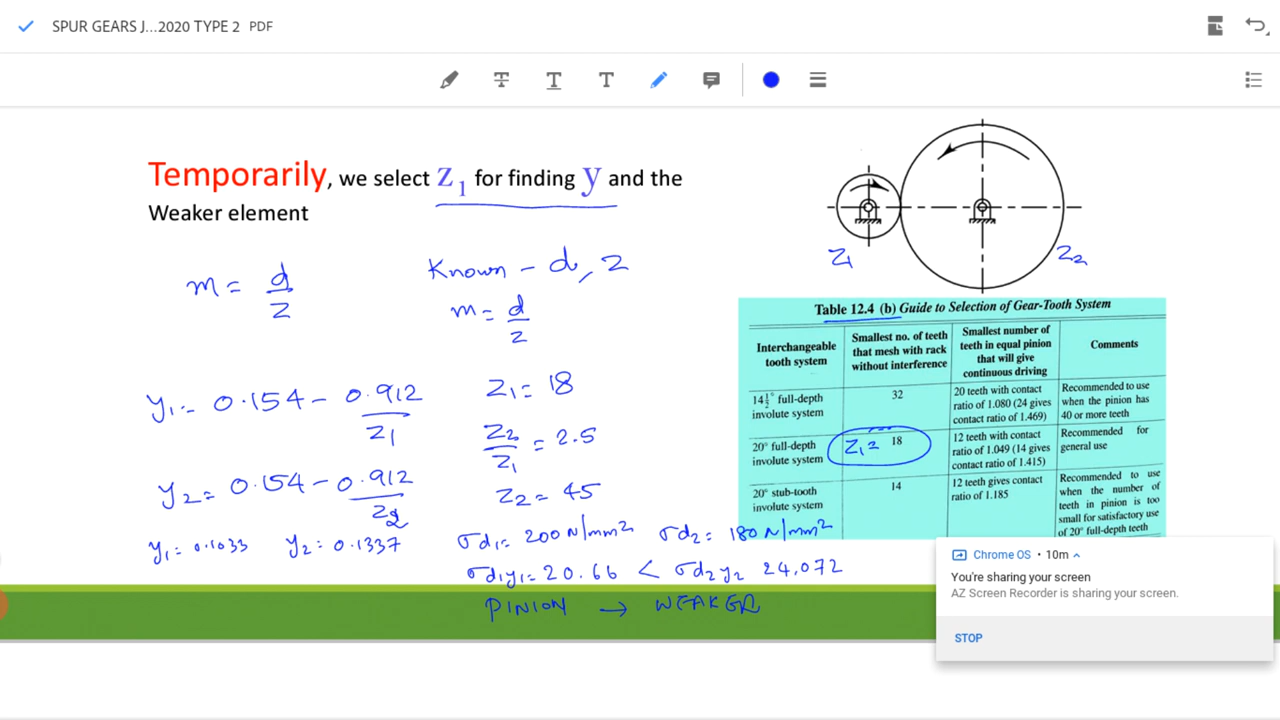 SPUR GEARS J...2020 TYPE 2 PDF
Temporarily, we select z1 for finding y and the
Weaker element
m = d/z
Known - d, z
m = d/z
y1 = 0.154 - 0.912/z1
z1 = 18
z2/z1 = 2.5
y2 = 0.154 - 0.912/z2
z2 = 45
y1 = 0.1033 y2 = 0.1337
σd1 = 200 N/mm2 σd2 = 180 N/mm2
σd1y1 = 20.66 < σd2y2 24.072
PINION → WEAKER
z1
z2
Table 12.4 (b) Guide to Selection of Gear-Tooth System
Interchangeable
tooth system
Smallest no. of teeth
that mesh with rack
without interference
Smallest number of
teeth in equal pinion
that will give
continuous driving
Comments
14½° full-depth
involute system
32
20 teeth with contact
ratio of 1.080 (24 gives
contact ratio of 1.469)
Recommended to use
when the pinion has
40 or more teeth
20° full-depth
involute system
z1 = 18
12 teeth with contact
ratio of 1.049 (14 gives
contact ratio of 1.415)
Recommended for
general use
20° stub-tooth
involute system
14
12 teeth gives contact
ratio of 1.185
Recommended to use
when the number of
teeth in pinion is too
small for satisfactory use
of 20° full-depth teeth
Chrome OS • 10m
You're sharing your screen
AZ Screen Recorder is sharing your screen.
STOP